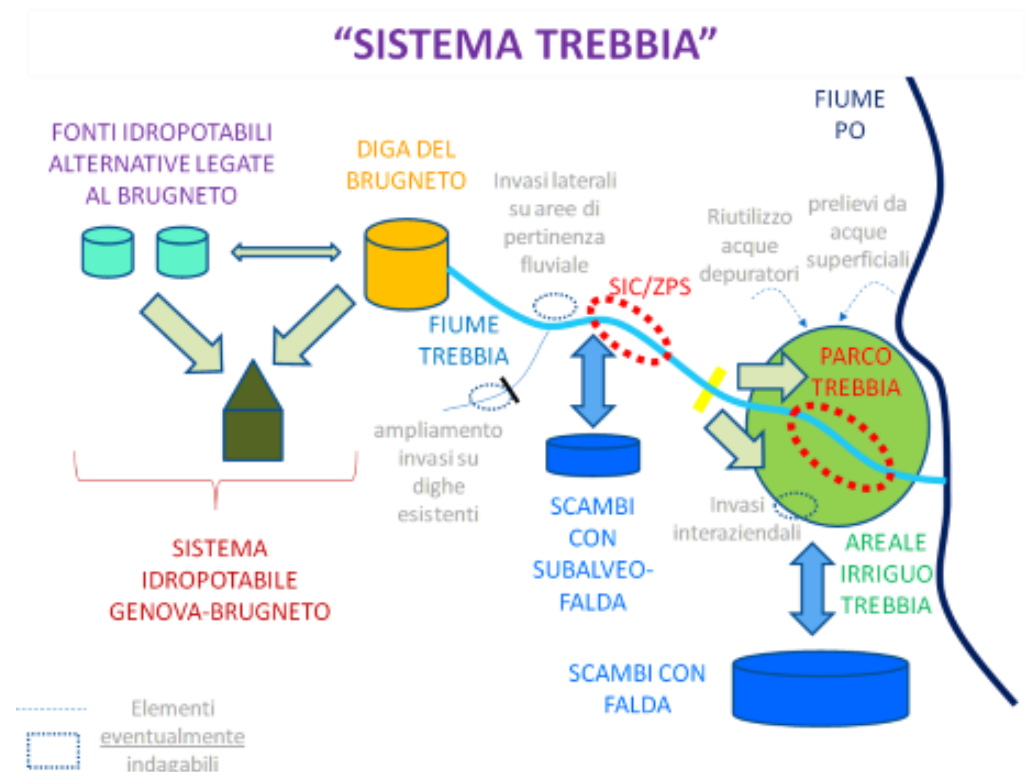 “SISTEMA TREBBIA”
FIUME
PO
FONTI IDROPOTABILI
ALTERNATIVE LEGATE
AL BRUGNETO
DIGA DEL
BRUGNETO
Invasi laterali
su aree di
pertinenza
fluviale
Riutilizzo
acque
depuratori
prelievi da
acque
superficiali
SIC/ZPS
FIUME
TREBBIA
PARCO
TREBBIA
ampliamento
invasi su
dighe
esistenti
Invasi
interaziendali
SCAMBI
CON
SUBALVEO-
FALDA
AREALE
IRRIGUO
TREBBIA
SISTEMA
IDROPOTABILE
GENOVA-BRUGNETO
SCAMBI CON
FALDA
Elementi
eventualmente
indagabili